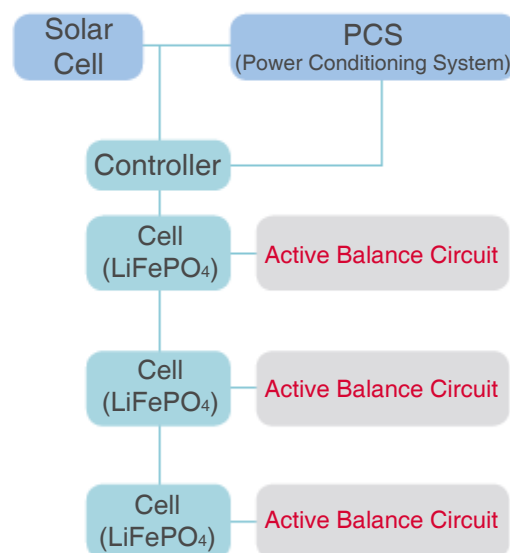 Solar
Cell
PCS
(Power Conditioning System)
Controller
Cell
(LiFePO₄)
Active Balance Circuit
Cell
(LiFePO₄)
Active Balance Circuit
Cell
(LiFePO₄)
Active Balance Circuit